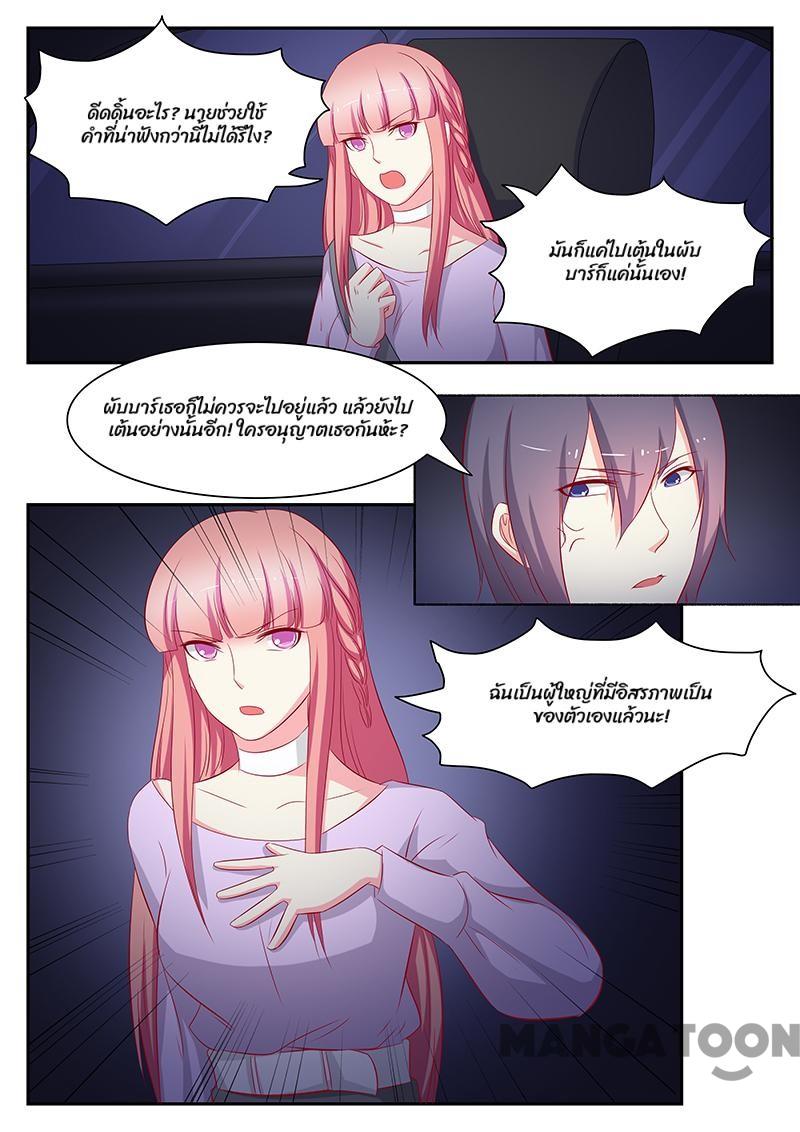 ดีดดิ้นอะไร? นายช่วยใช้
คำที่น่าฟังกว่านี้ไม่ได้รึไง?
มันก็แค่ไปเต้นในผับ
บาร์ก็แค่นั้นเอง!
ผับบาร์เธอก็ไม่ควรจะไปอยู่แล้ว แล้วยังไป
เต้นอย่างนั้นอีก! ใครอนุญาตเธอกันห้ะ?
ฉันเป็นผู้ใหญ่ที่มีอิสรภาพเป็น
ของตัวเองแล้วนะ!
MANGATOON